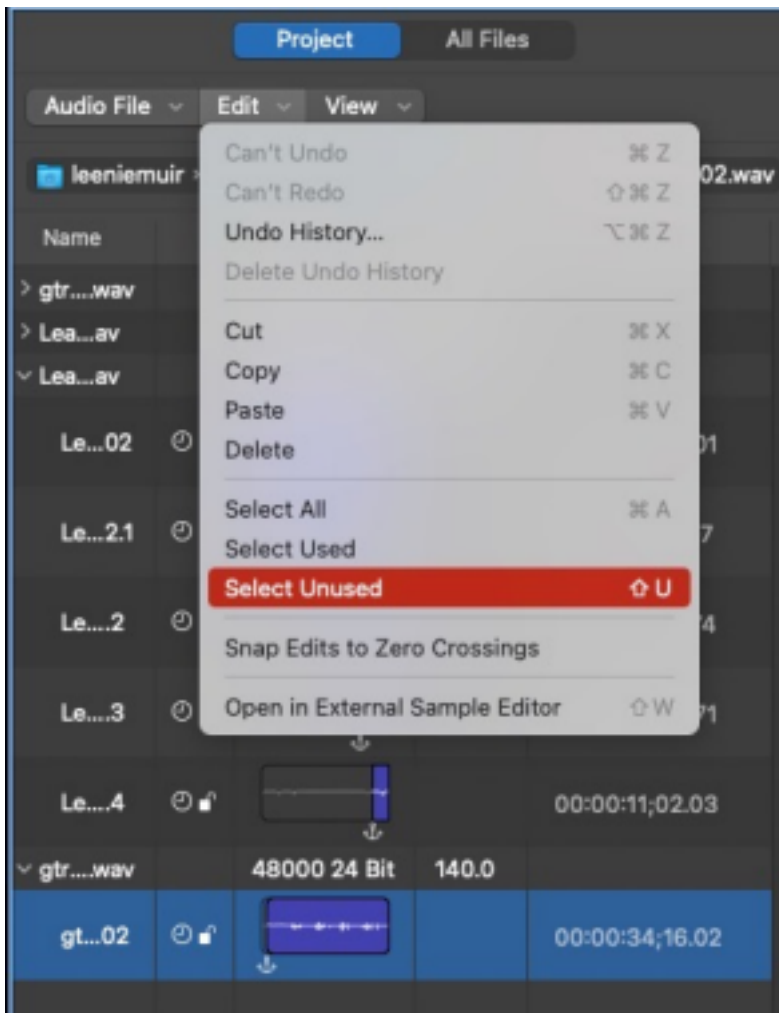 Project All Files
Audio File Edit View
leeniemuir 02.wav
Name
gtr....wav
Lea...av
Lea...av
Le...02 01
Le...2.1 7
Le....2 4
Le....3 71
Le....4 00:00:11;02.03
gtr....wav 48000 24 Bit 140.0
gt...02 00:00:34;16.02
Can't Undo ⌘ Z
Can't Redo ⇧⌘ Z
Undo History... ⌥⌘ Z
Delete Undo History
Cut ⌘ X
Copy ⌘ C
Paste ⌘ V
Delete
Select All ⌘ A
Select Used
Select Unused ⇧ U
Snap Edits to Zero Crossings
Open in External Sample Editor ⇧ W